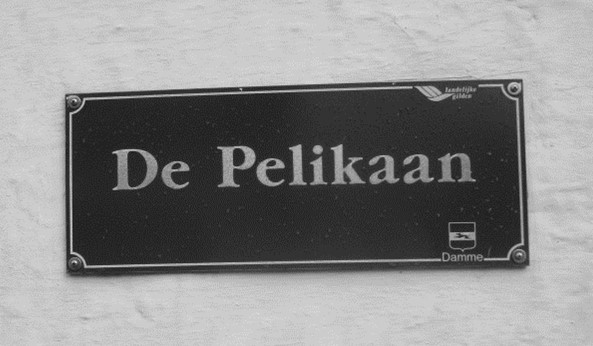 landelijke
gilden
De Pelikaan
Damme